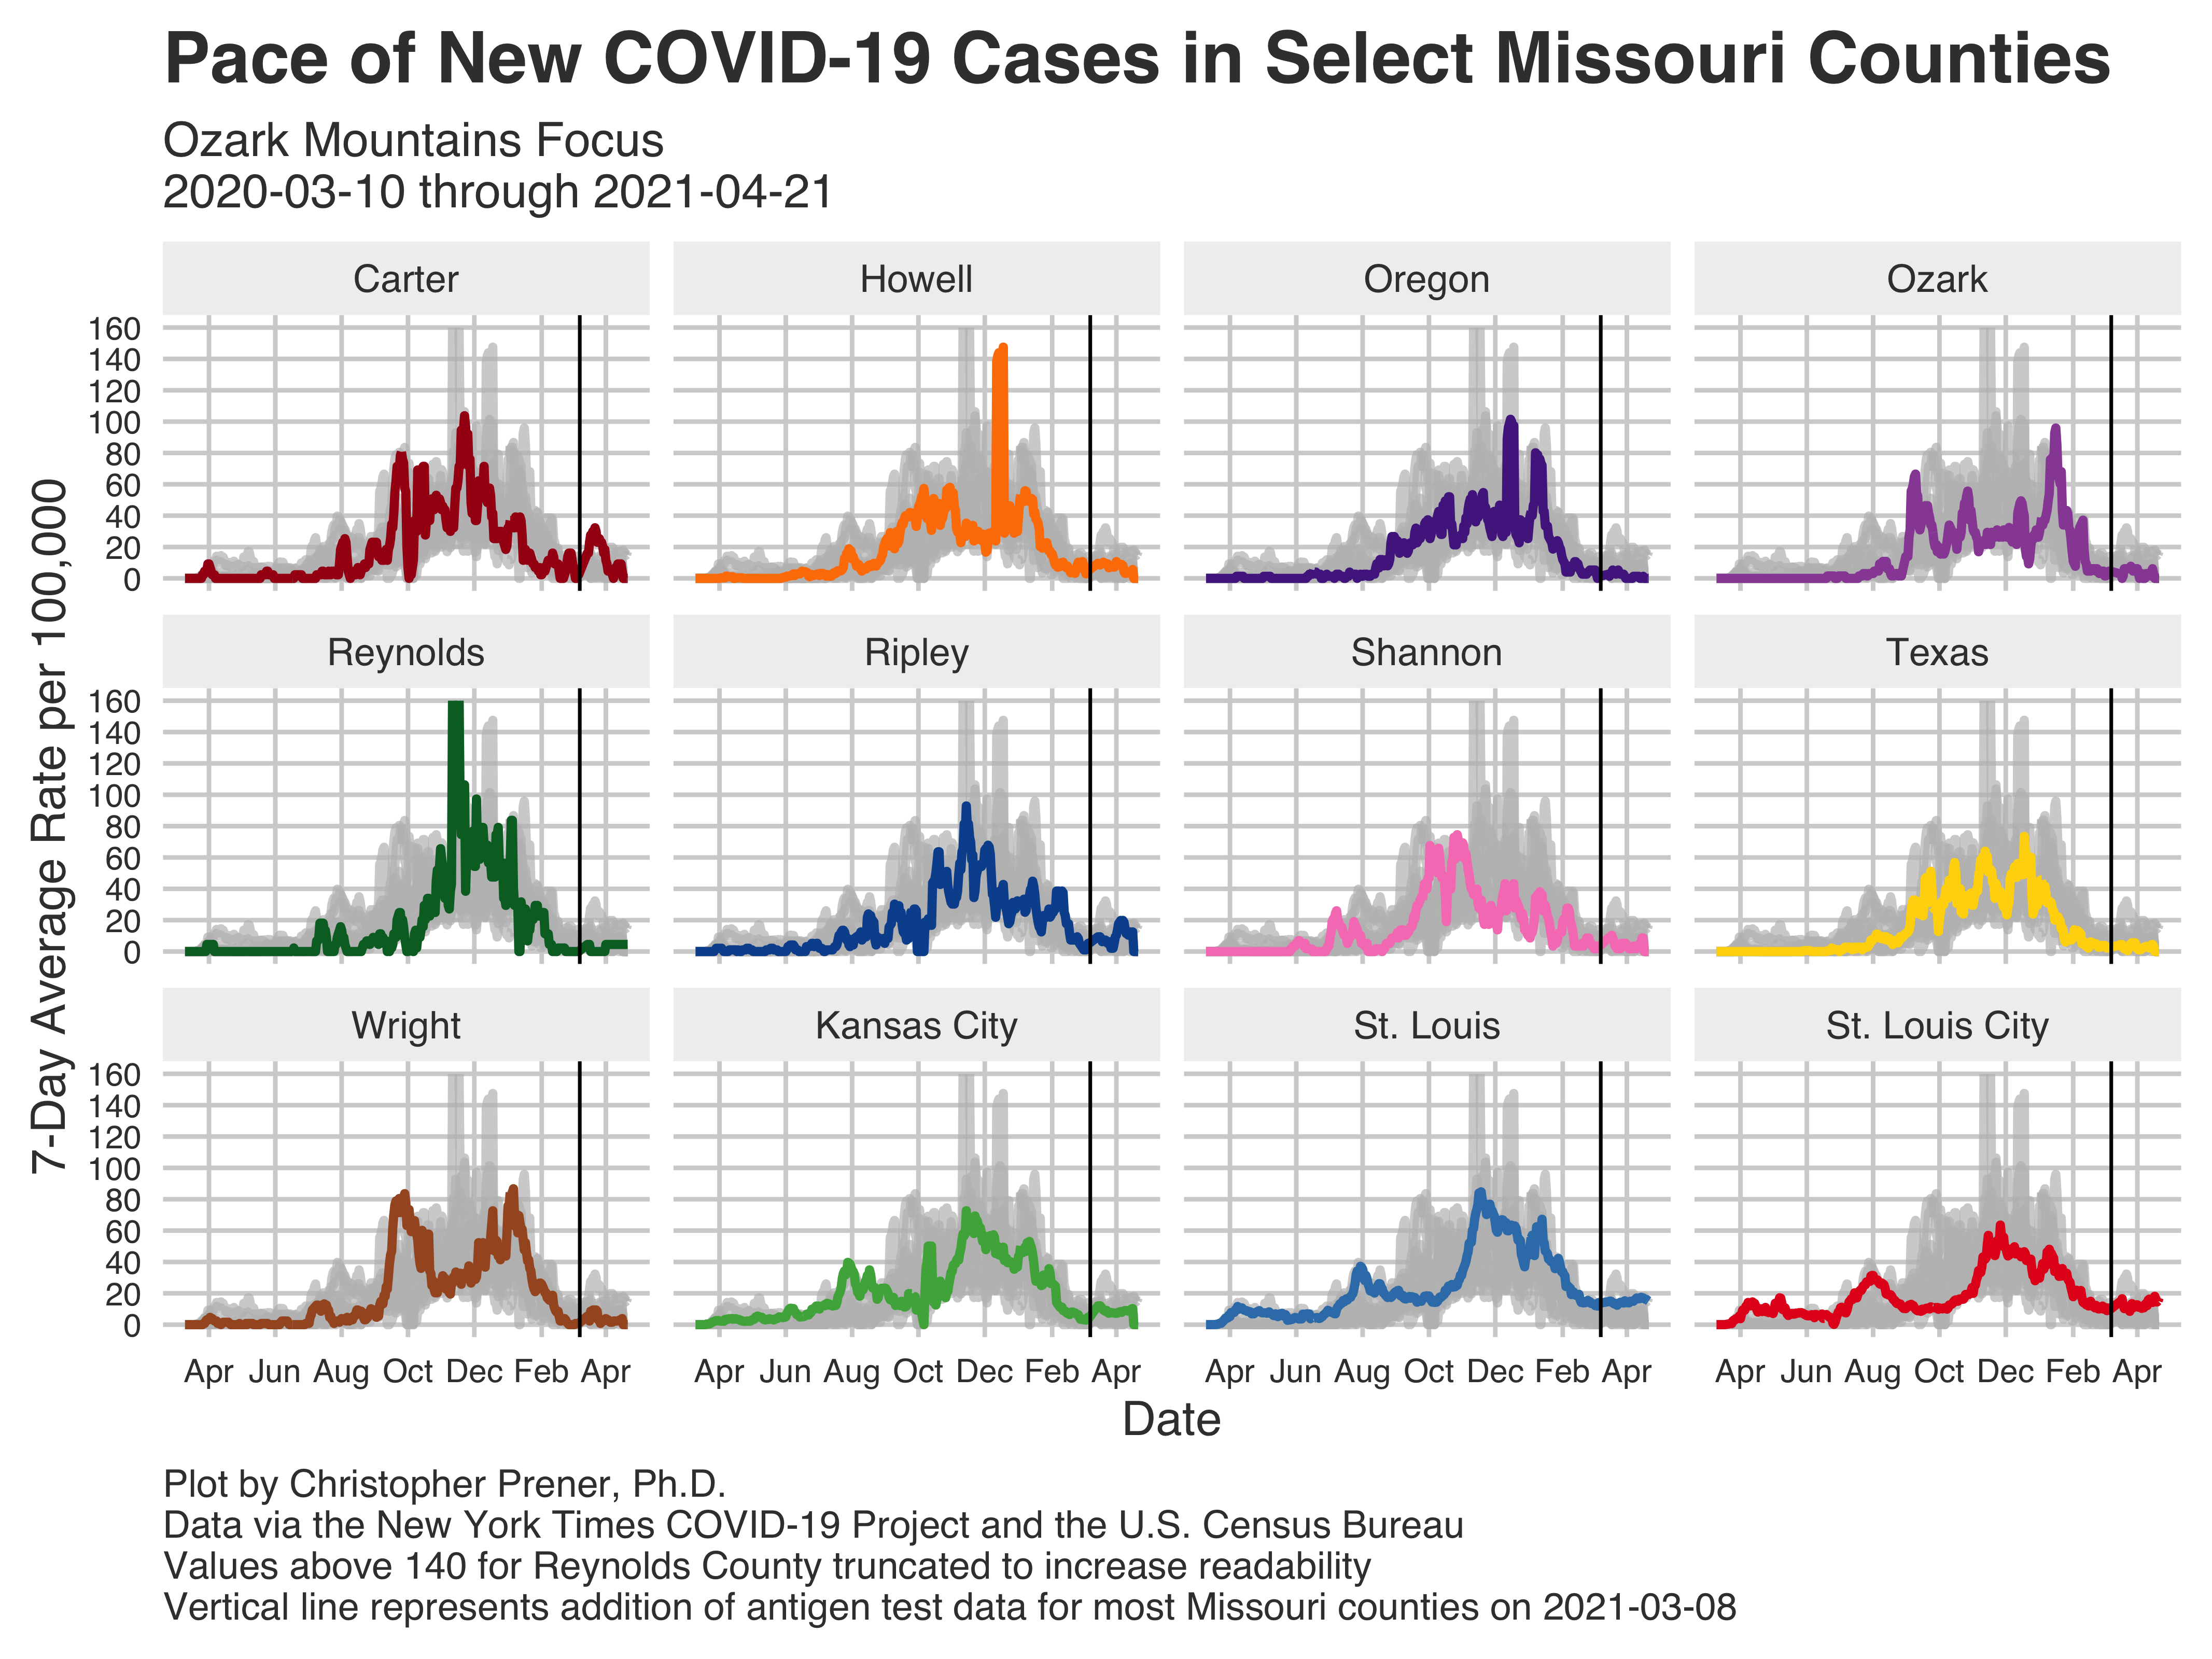 Pace of New COVID-19 Cases in Select Missouri Counties
Ozark Mountains Focus
2020-03-10 through 2021-04-21
7-Day Average Rate per 100,000
Carter
Howell
Oregon
Ozark
160
140
120
100
80
60
40
20
0
Reynolds
Ripley
Shannon
Texas
160
140
120
100
80
60
40
20
0
Wright
Kansas City
St. Louis
St. Louis City
160
140
120
100
80
60
40
20
0
Apr Jun Aug Oct Dec Feb Apr
Apr Jun Aug Oct Dec Feb Apr
Apr Jun Aug Oct Dec Feb Apr
Apr Jun Aug Oct Dec Feb Apr
Date
Plot by Christopher Prener, Ph.D.
Data via the New York Times COVID-19 Project and the U.S. Census Bureau
Values above 140 for Reynolds County truncated to increase readability
Vertical line represents addition of antigen test data for most Missouri counties on 2021-03-08